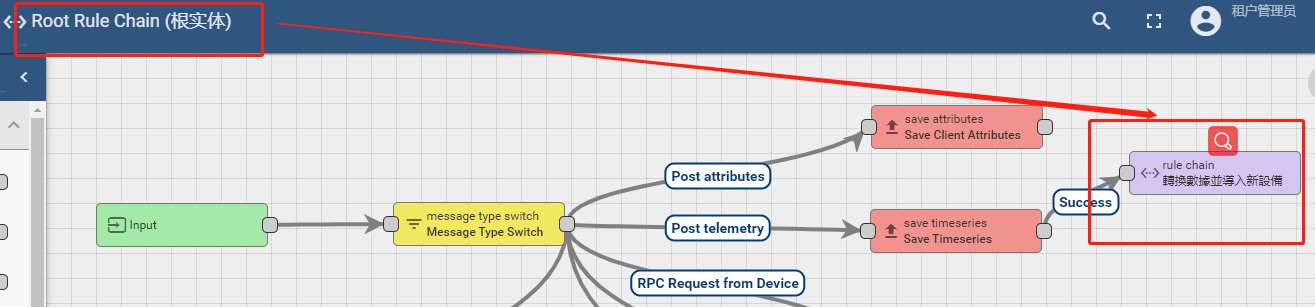 Root Rule Chain (根实体)
租户管理员
save attributes
Save Client Attributes
rule chain
轉換數據並導入新設備
Post attributes
Success
Input
message type switch
Message Type Switch
Post telemetry
save timeseries
Save Timeseries
RPC Request from Device